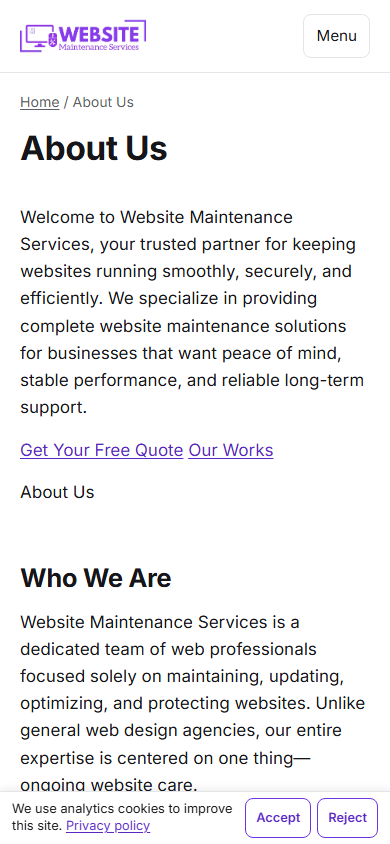 WEBSITE
Maintenance Services
Menu
Home / About Us
About Us
Welcome to Website Maintenance
Services, your trusted partner for keeping
websites running smoothly, securely, and
efficiently. We specialize in providing
complete website maintenance solutions
for businesses that want peace of mind,
stable performance, and reliable long-term
support.
Get Your Free Quote Our Works
About Us
Who We Are
Website Maintenance Services is a
dedicated team of web professionals
focused solely on maintaining, updating,
optimizing, and protecting websites. Unlike
general web design agencies, our entire
expertise is centered on one thing—
ongoing website care.
We use analytics cookies to improve
this site. Privacy policy
Accept
Reject